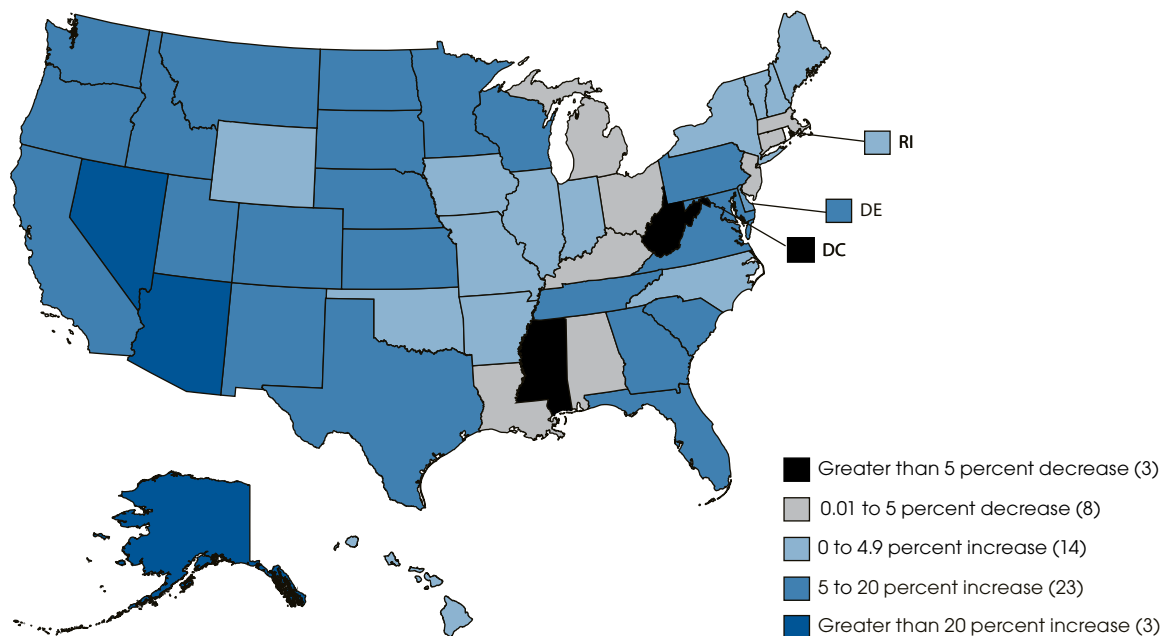 RI
DE
DC
Greater than 5 percent decrease (3)
0.01 to 5 percent decrease (8)
0 to 4.9 percent increase (14)
5 to 20 percent increase (23)
Greater than 20 percent increase (3)